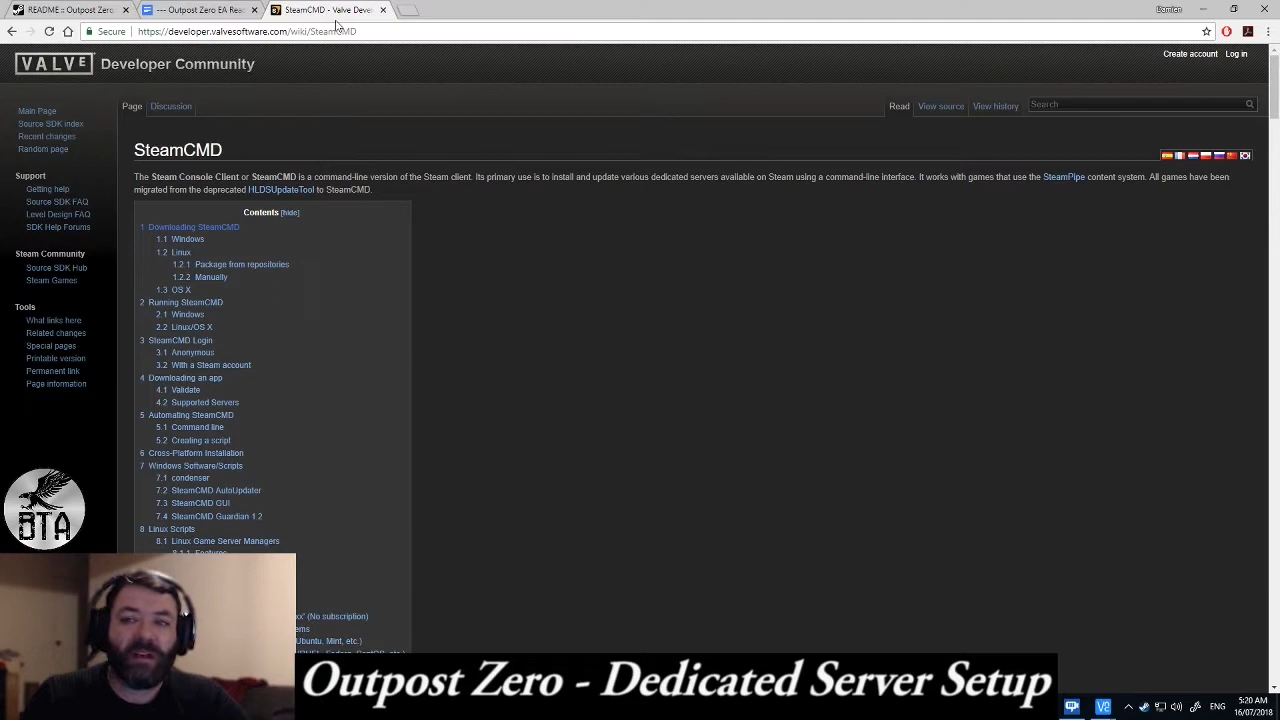 README :: Outpost Zero
--- Outpost Zero EA Rea
SteamCMD - Valve Deve
Damien
Secure
https://developer.valvesoftware.com/wiki/SteamCMD
VALVE Developer Community
Create account Log in
Main Page
Source SDK index
Recent changes
Random page
Support
Getting help
Source SDK FAQ
Level Design FAQ
SDK Help Forums
Steam Community
Source SDK Hub
Steam Games
Tools
What links here
Related changes
Special pages
Printable version
Permanent link
Page information
Page Discussion
Read View source View history
Search
SteamCMD
The Steam Console Client or SteamCMD is a command-line version of the Steam client. Its primary use is to install and update various dedicated servers available on Steam using a command-line interface. It works with games that use the SteamPipe content system. All games have been
migrated from the deprecated HLDSUpdateTool to SteamCMD.
Contents [hide]
1 Downloading SteamCMD
1.1 Windows
1.2 Linux
1.2.1 Package from repositories
1.2.2 Manually
1.3 OS X
2 Running SteamCMD
2.1 Windows
2.2 Linux/OS X
3 SteamCMD Login
3.1 Anonymous
3.2 With a Steam account
4 Downloading an app
4.1 Validate
4.2 Supported Servers
5 Automating SteamCMD
5.1 Command line
5.2 Creating a script
6 Cross-Platform Installation
7 Windows Software/Scripts
7.1 condenser
7.2 SteamCMD AutoUpdater
7.3 SteamCMD GUI
7.4 SteamCMD Guardian 1.2
8 Linux Scripts
8.1 Linux Game Server Managers
8.1.1 Features
xx" (No subscription)
ems
Ubuntu, Mint, etc.)
BTA
Outpost Zero - Dedicated Server Setup
ENG
5:20 AM
16/07/2018